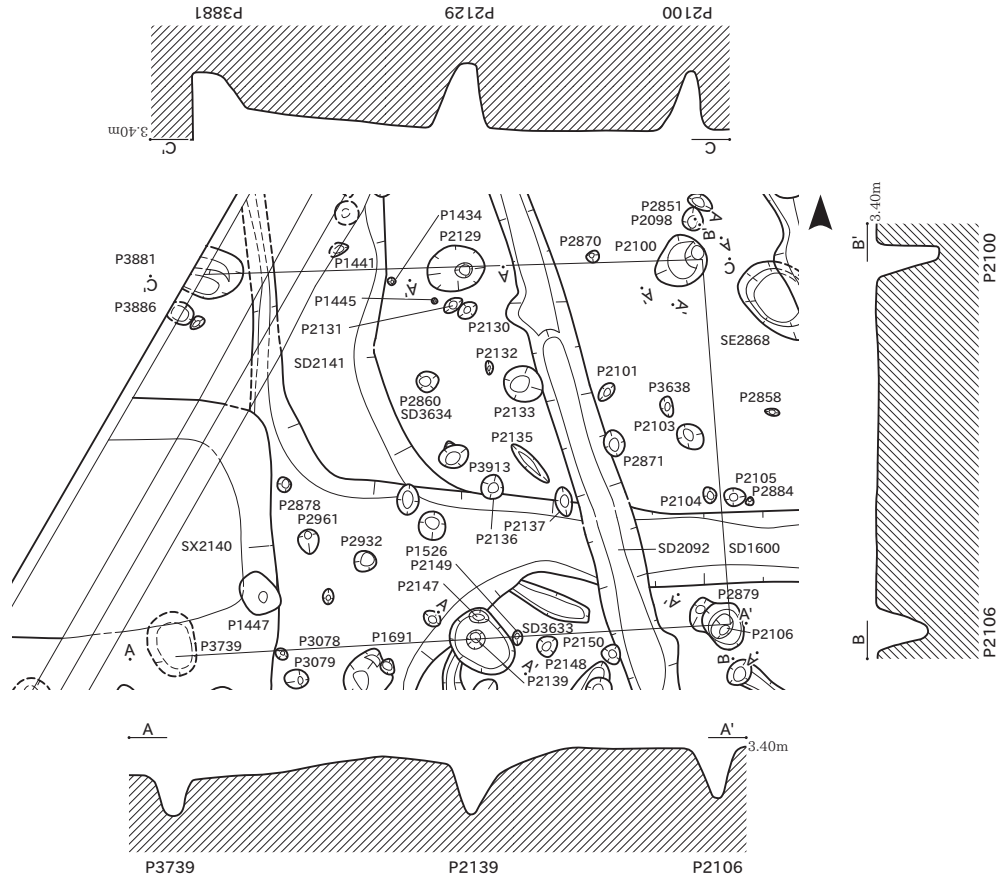 P3881 P2129 P2100
3.40m
C' C
3.40m
P2851
P2098
A
B
A
P1434
P2129
P2870 P2100
B'
P2100
P3881
C'
P1441
A'
C
A'
A'
P1445
A'
P3886
P2131
P2130
SE2868
SD2141
P2132
P2101
P3638
P2858
P2860
SD3634
P2133
P2103
P2135
P2871
P3913
P2105
P2884
P2104
P2878
P2961
P2137
P2136
SX2140
P2932
P1526
P2149
SD2092 SD1600
P2147
A
A'
P2879
A'
P1447
SD3633
P2106
B
P2106
A
P3739
P3078
P1691
P2150
P3079
P2148
B
A
A'
P2139
A A'
3.40m
P3739 P2139 P2106